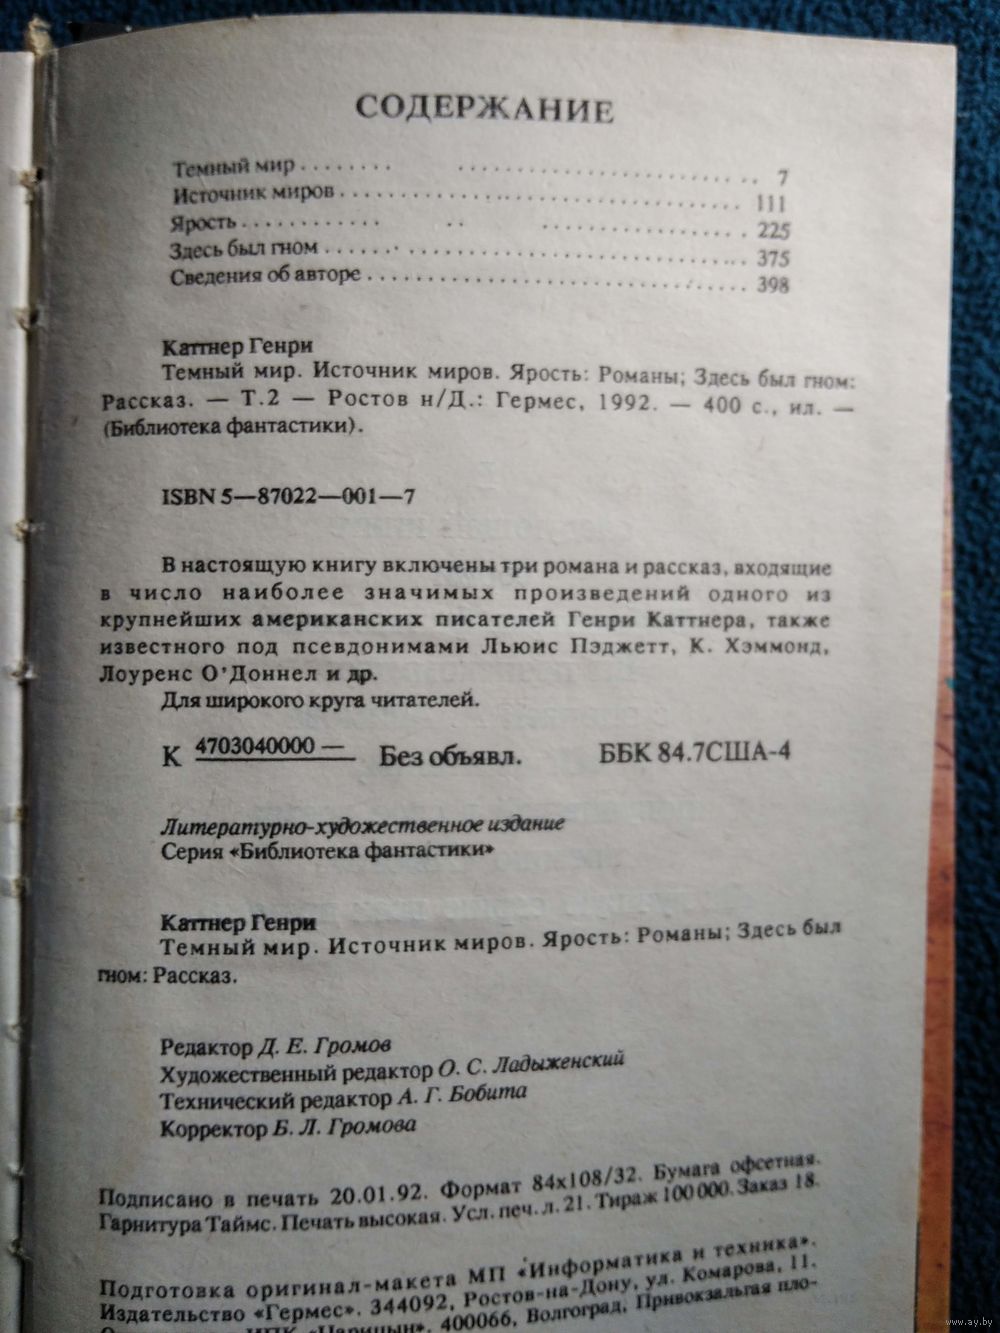 СОДЕРЖАНИЕ
Темный мир . . . . . . . . . . . . . . . . . . . . . . . . . . . . . . . . 7
Источник миров . . . . . . . . . . . . . . . . . . . . . . . . . . . . 111
Ярость . . . . . . . . . . . . . . . . . . . . . . . . . . . . . . . . 225
Здесь был гном . . . . . . . . . . . . . . . . . . . . . . . . . . . . 375
Сведения об авторе . . . . . . . . . . . . . . . . . . . . . . . . . . 398
Каттнер Генри
Темный мир. Источник миров. Ярость: Романы; Здесь был гном:
Рассказ. — Т.2 — Ростов н/Д.: Гермес, 1992. — 400 с., ил. —
(Библиотека фантастики).
ISBN 5—87022—001—7
В настоящую книгу включены три романа и рассказ, входящие
в число наиболее значимых произведений одного из
крупнейших американских писателей Генри Каттнера, также
известного под псевдонимами Льюис Пэджетт, К. Хэммонд,
Лоуренс О'Доннел и др.
Для широкого круга читателей.
К 4703040000 — Без объявл. ББК 84.7США-4
Литературно-художественное издание
Серия «Библиотека фантастики»
Каттнер Генри
Темный мир. Источник миров. Ярость: Романы; Здесь был
гном: Рассказ.
Редактор Д. Е. Громов
Художественный редактор О. С. Ладыженский
Технический редактор А. Г. Бобита
Корректор Б. Л. Громова
Подписано в печать 20.01.92. Формат 84х108/32. Бумага офсетная.
Гарнитура Таймс. Печать высокая. Усл. печ. л. 21. Тираж 100 000. Заказ 18.
Подготовка оригинал-макета МП «Информатика и техника».
Издательство «Гермес». 344092, Ростов-на-Дону, ул. Комарова, 11.
ИПК «Царицын». 400066, Волгоград, Привокзальгая пло-
www.ay.by